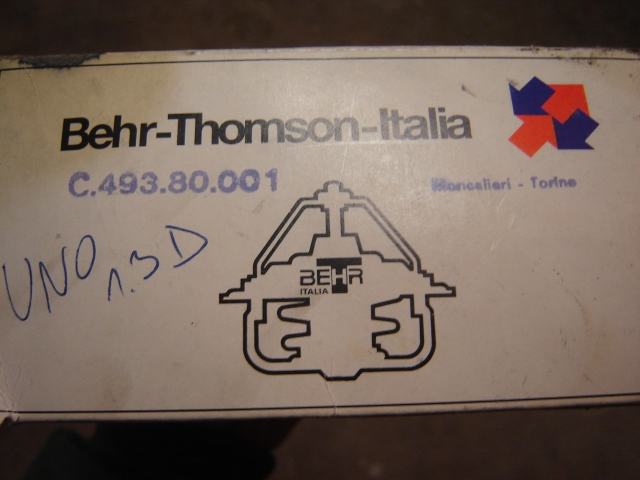 Behr-Thomson-Italia
C.493.80.001
Moncalieri - Torino
UNO 1.3 D
BEHR
ITALIA